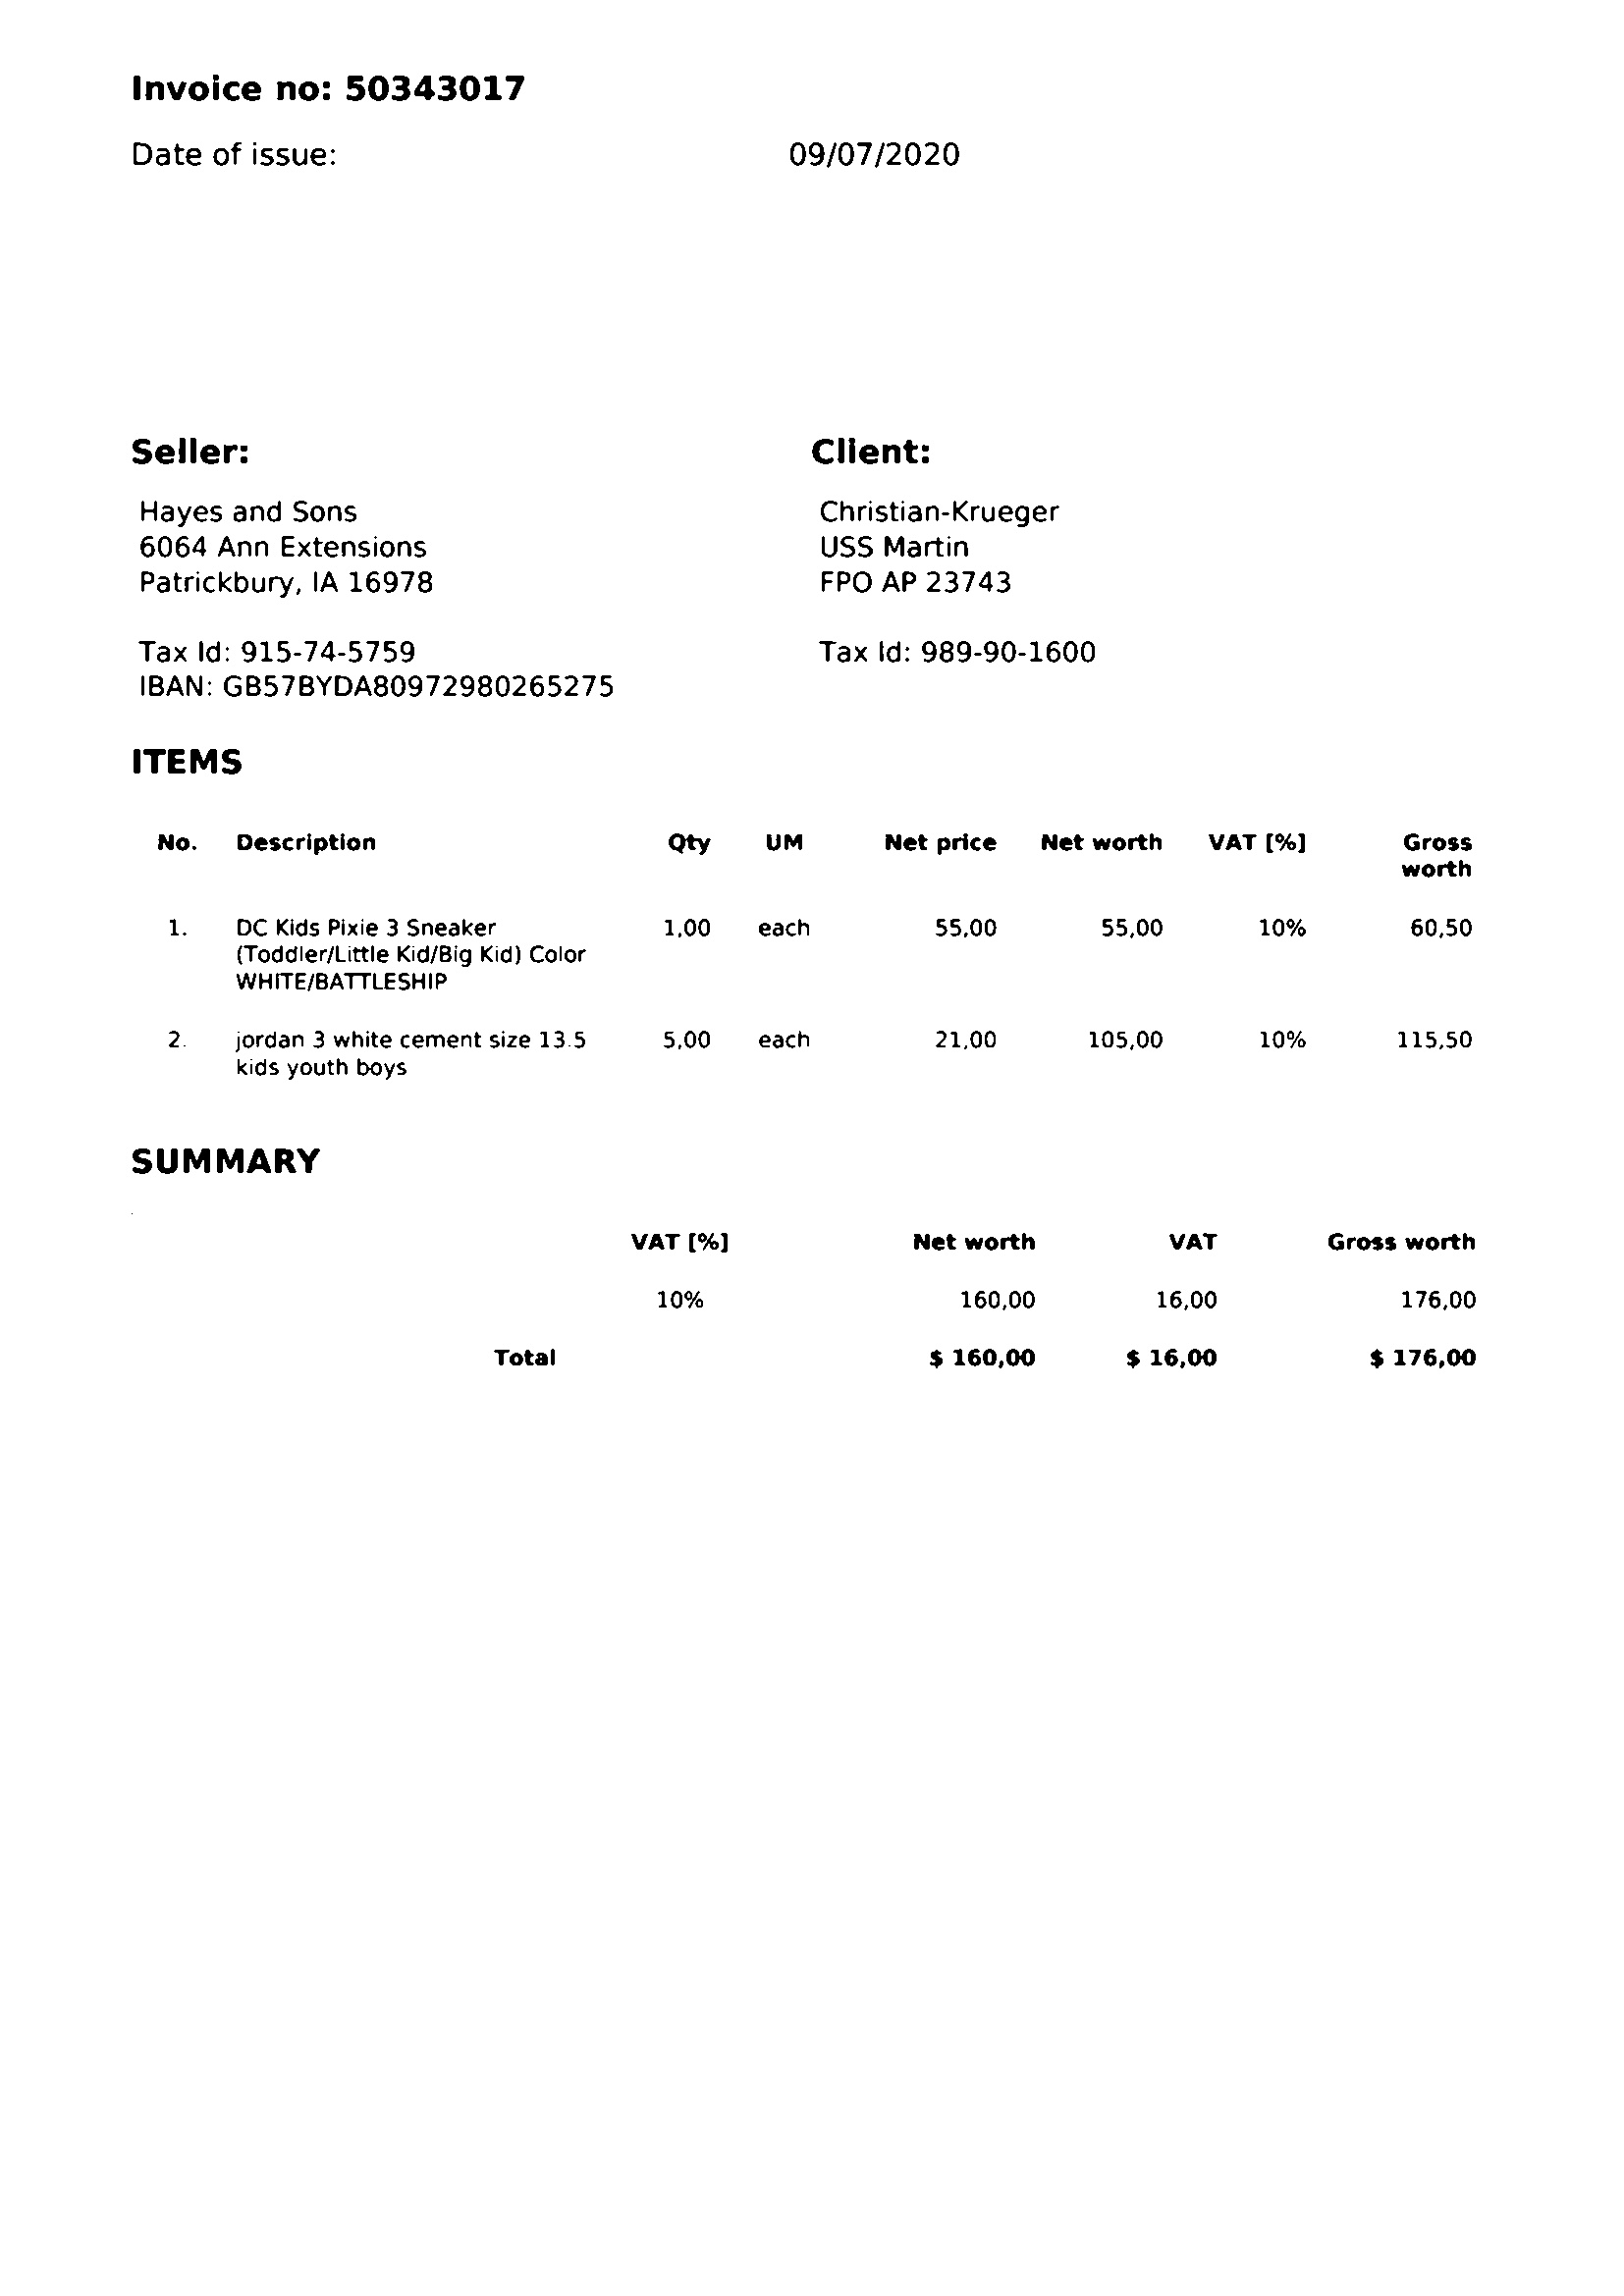 Invoice no: 50343017
Date of issue: 09/07/2020
Seller:
Hayes and Sons
6064 Ann Extensions
Patrickbury, IA 16978
Tax Id: 915-74-5759
IBAN: GB57BYDA80972980265275
Client:
Christian-Krueger
USS Martin
FPO AP 23743
Tax Id: 989-90-1600
ITEMS
No. Description Qty UM Net price Net worth VAT [%] Gross
worth
1. DC Kids Pixie 3 Sneaker 1,00 each 55,00 55,00 10% 60,50
(Toddler/Little Kid/Big Kid) Color
WHITE/BATTLESHIP
2. jordan 3 white cement size 13.5 5,00 each 21,00 105,00 10% 115,50
kids youth boys
SUMMARY
VAT [%] Net worth VAT Gross worth
10% 160,00 16,00 176,00
Total $ 160,00 $ 16,00 $ 176,00